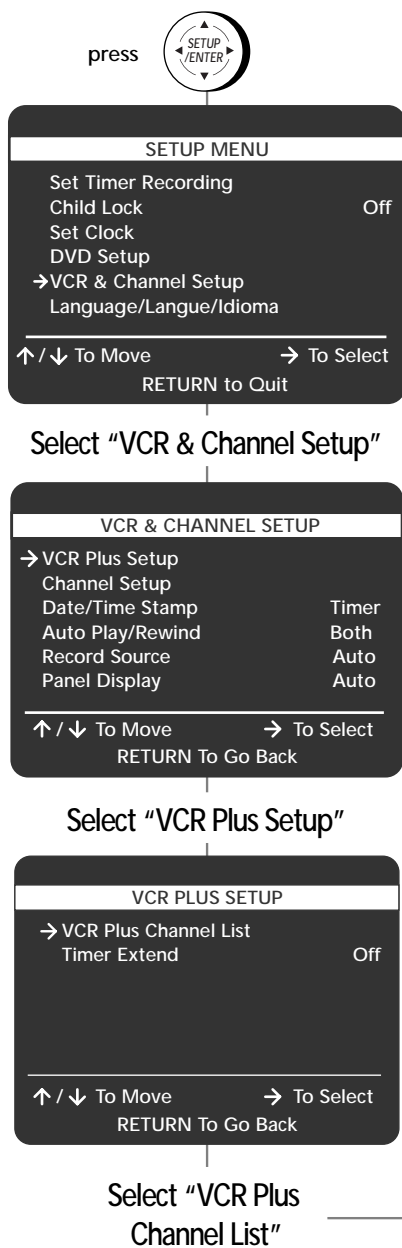 press
SETUP
/ENTER
SETUP MENU
Set Timer Recording
Child Lock Off
Set Clock
DVD Setup
→VCR & Channel Setup
Language/Langue/Idioma
↑/↓ To Move → To Select
RETURN to Quit
Select “VCR & Channel Setup”
VCR & CHANNEL SETUP
→ VCR Plus Setup
Channel Setup
Date/Time Stamp Timer
Auto Play/Rewind Both
Record Source Auto
Panel Display Auto
↑/↓ To Move → To Select
RETURN To Go Back
Select “VCR Plus Setup”
VCR PLUS SETUP
→ VCR Plus Channel List
Timer Extend Off
↑/↓ To Move → To Select
RETURN To Go Back
Select “VCR Plus
Channel List”